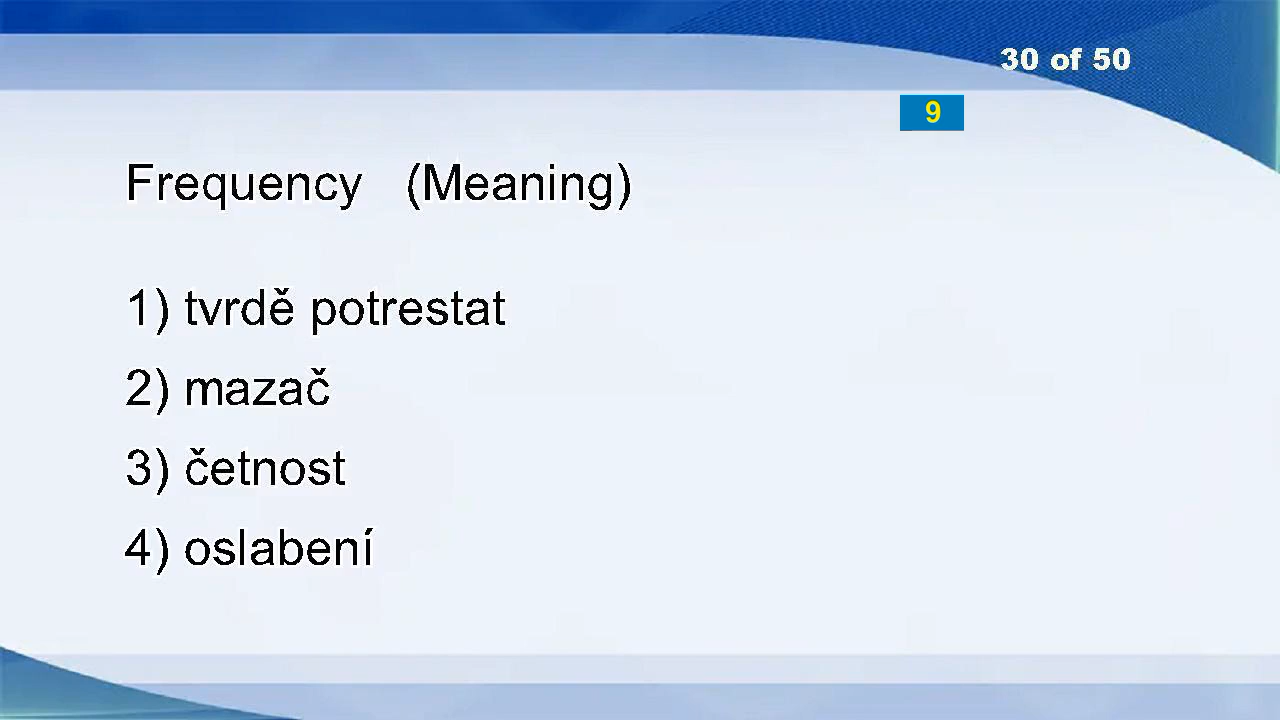 30 of 50
9
Frequency (Meaning)
1) tvrdě potrestat
2) mazač
3) četnost
4) oslabení